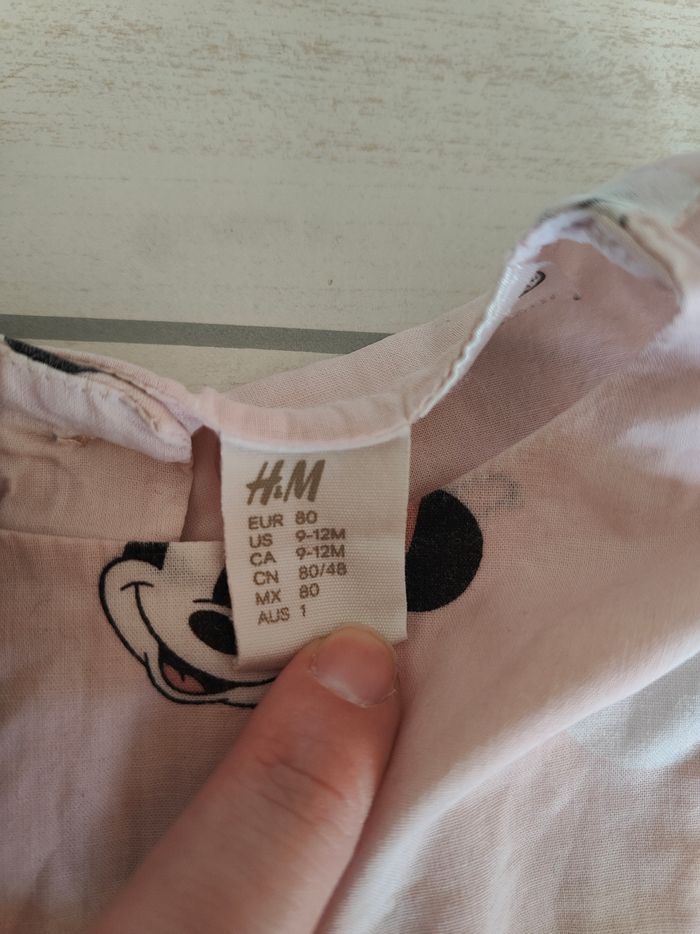 H&M
EUR 80
US 9-12M
CA 9-12M
CN 80/48
MX 80
AUS 1